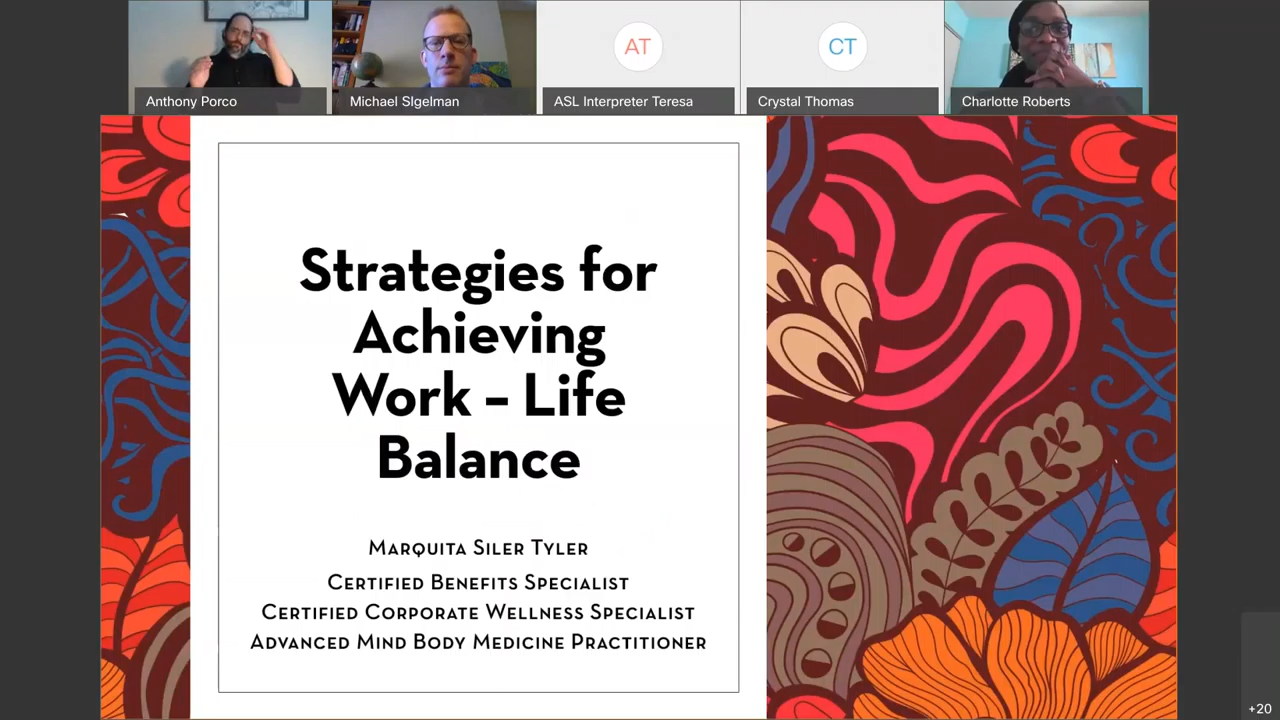 Anthony Porco
Michael SIgelman
AT
ASL Interpreter Teresa
CT
Crystal Thomas
Charlotte Roberts
Strategies for
Achieving
Work – Life
Balance
Marquita Siler Tyler
Certified Benefits Specialist
Certified Corporate Wellness Specialist
Advanced Mind Body Medicine Practitioner
+20